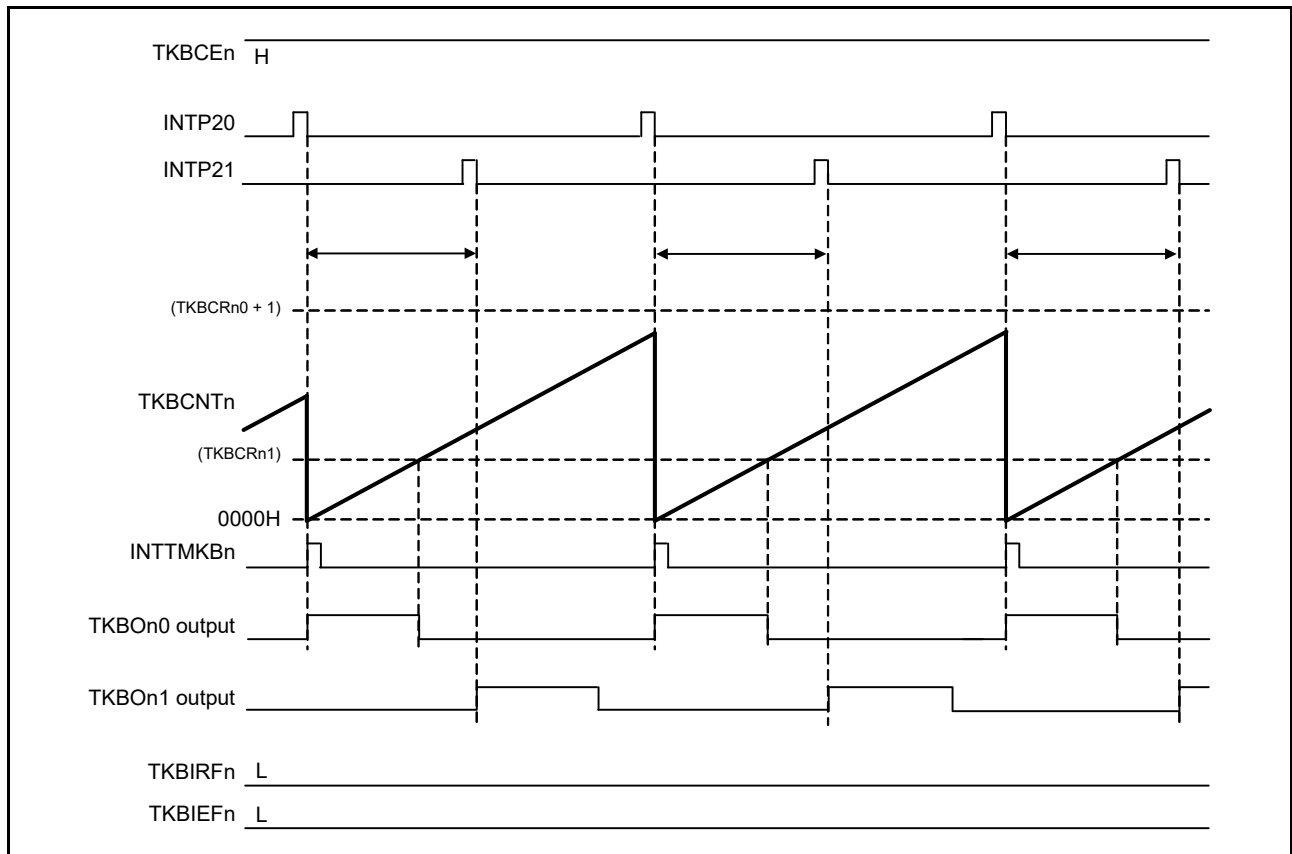 TKBCEn
H
INTP20
INTP21
(TKBCRn0 + 1)
TKBCNTn
(TKBCRn1)
0000H
INTTMKBn
TKBOn0 output
TKBOn1 output
TKBIRFn L
TKBIEFn L